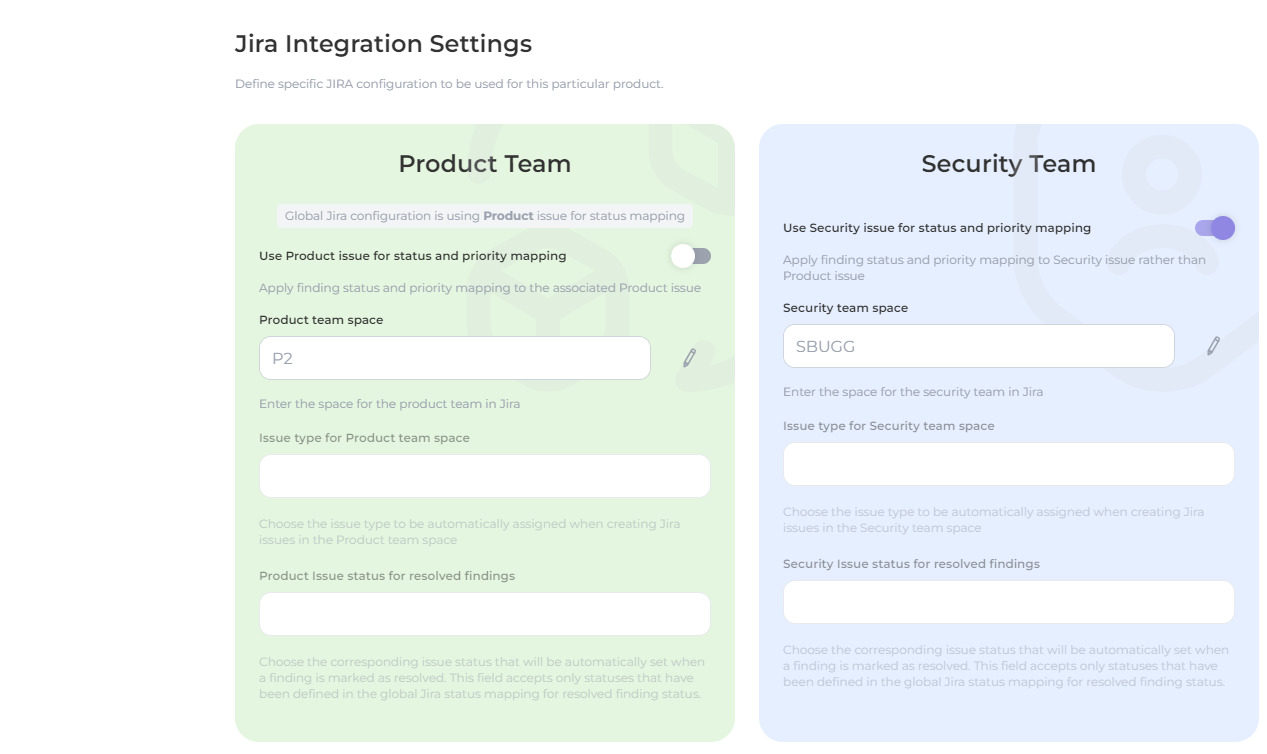 Jira Integration Settings
Define specific JIRA configuration to be used for this particular product.
Product Team
Global Jira configuration is using Product issue for status mapping
Use Product issue for status and priority mapping
Apply finding status and priority mapping to the associated Product issue
Product team space
P2
Enter the space for the product team in Jira
Issue type for Product team space
Choose the issue type to be automatically assigned when creating Jira
issues in the Product team space
Product Issue status for resolved findings
Choose the corresponding issue status that will be automatically set when
a finding is marked as resolved. This field accepts only statuses that have
been defined in the global Jira status mapping for resolved finding status.
Security Team
Use Security issue for status and priority mapping
Apply finding status and priority mapping to Security issue rather than
Product issue
Security team space
SBUGG
Enter the space for the security team in Jira
Issue type for Security team space
Choose the issue type to be automatically assigned when creating Jira
issues in the Security team space
Security Issue status for resolved findings
Choose the corresponding issue status that will be automatically set when
a finding is marked as resolved. This field accepts only statuses that have
been defined in the global Jira status mapping for resolved finding status.